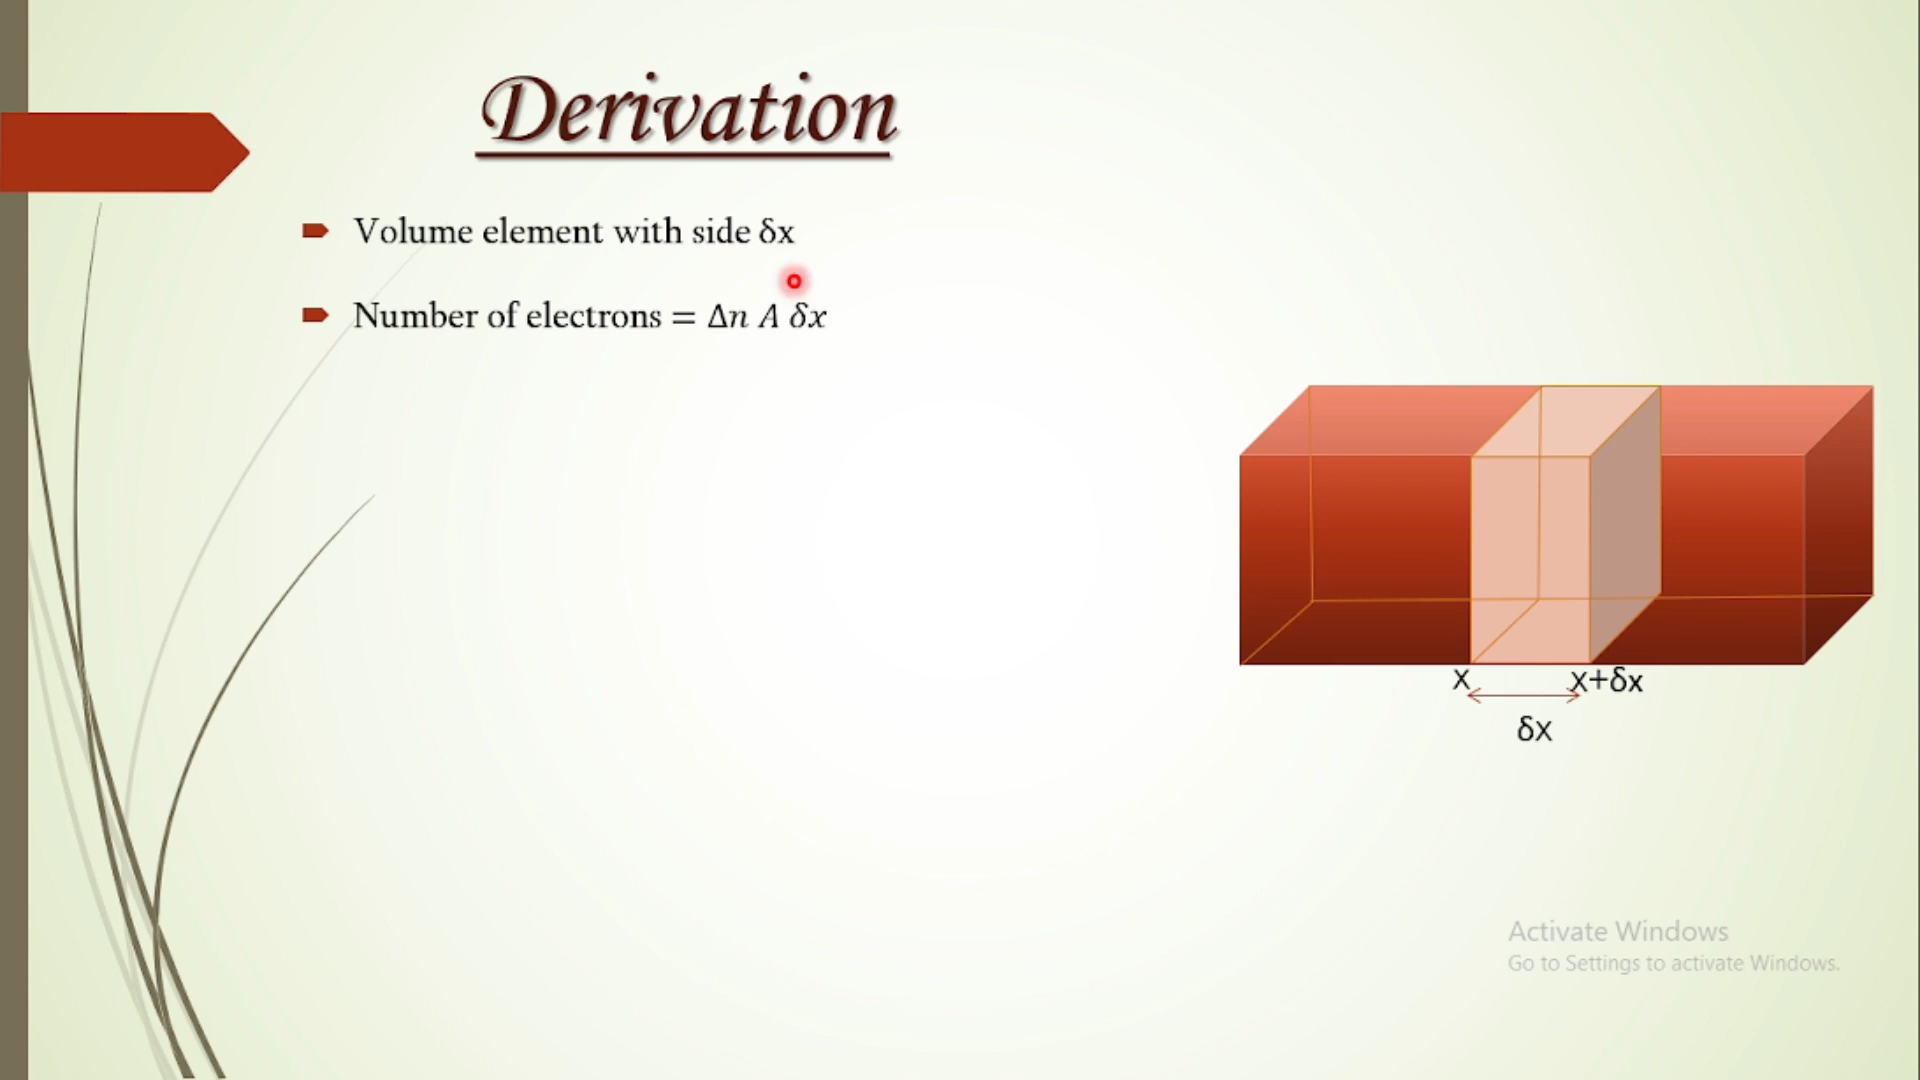 Derivation
Volume element with side δx
Number of electrons = Δn A δx
x
x+δx
δx
Activate Windows
Go to Settings to activate Windows.